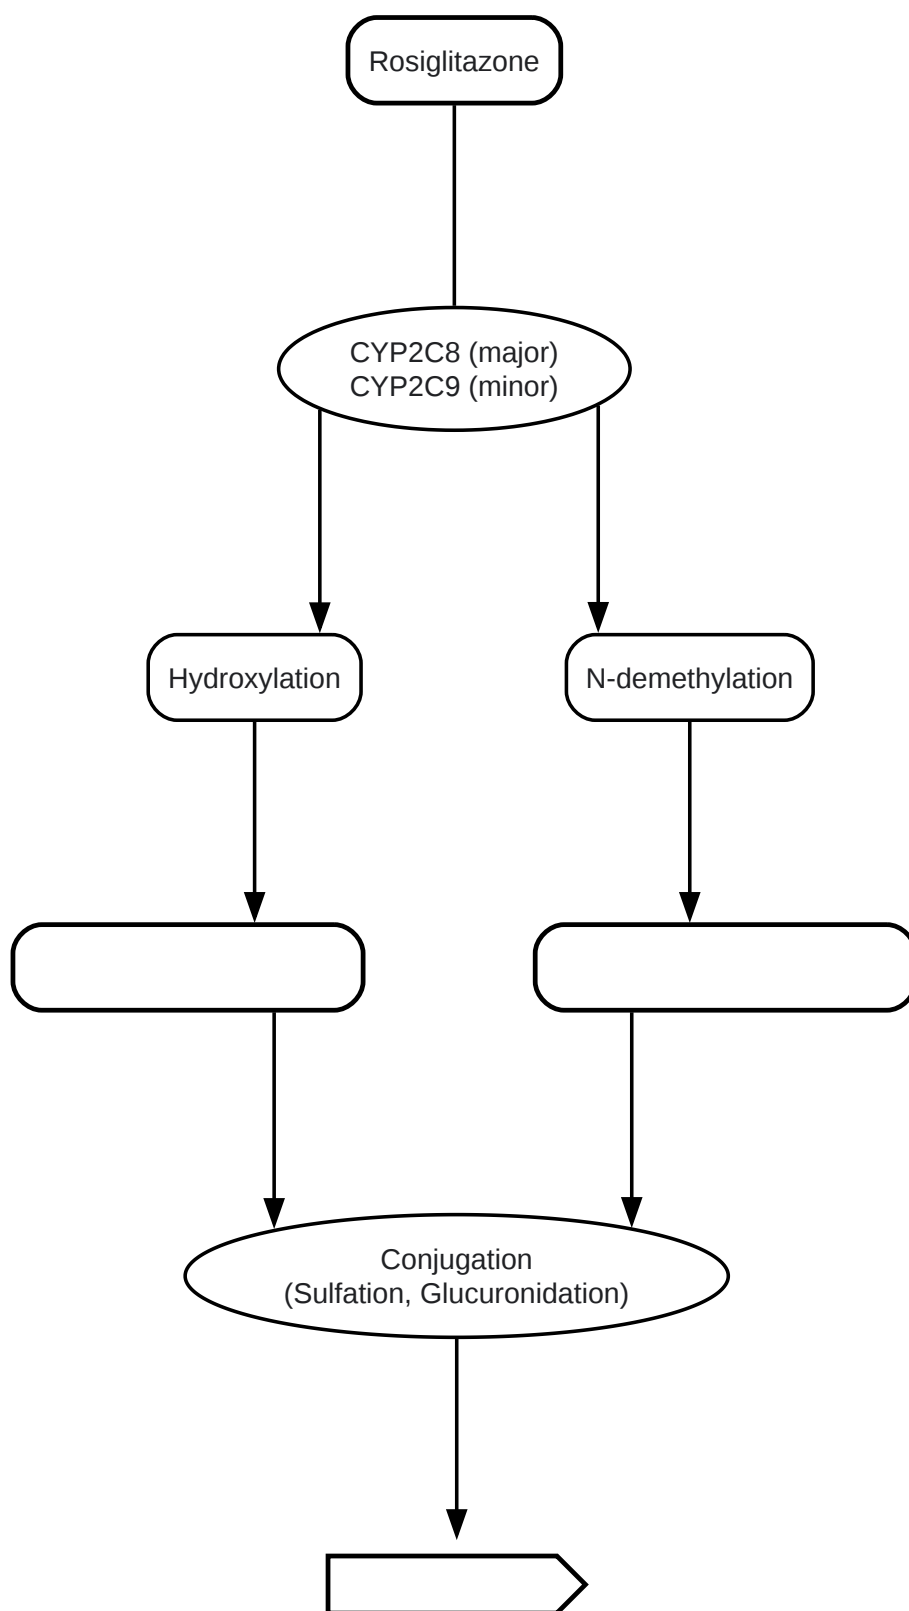 Rosiglitazone
CYP2C8 (major)
CYP2C9 (minor)
Hydroxylation
N-demethylation
Conjugation
(Sulfation, Glucuronidation)